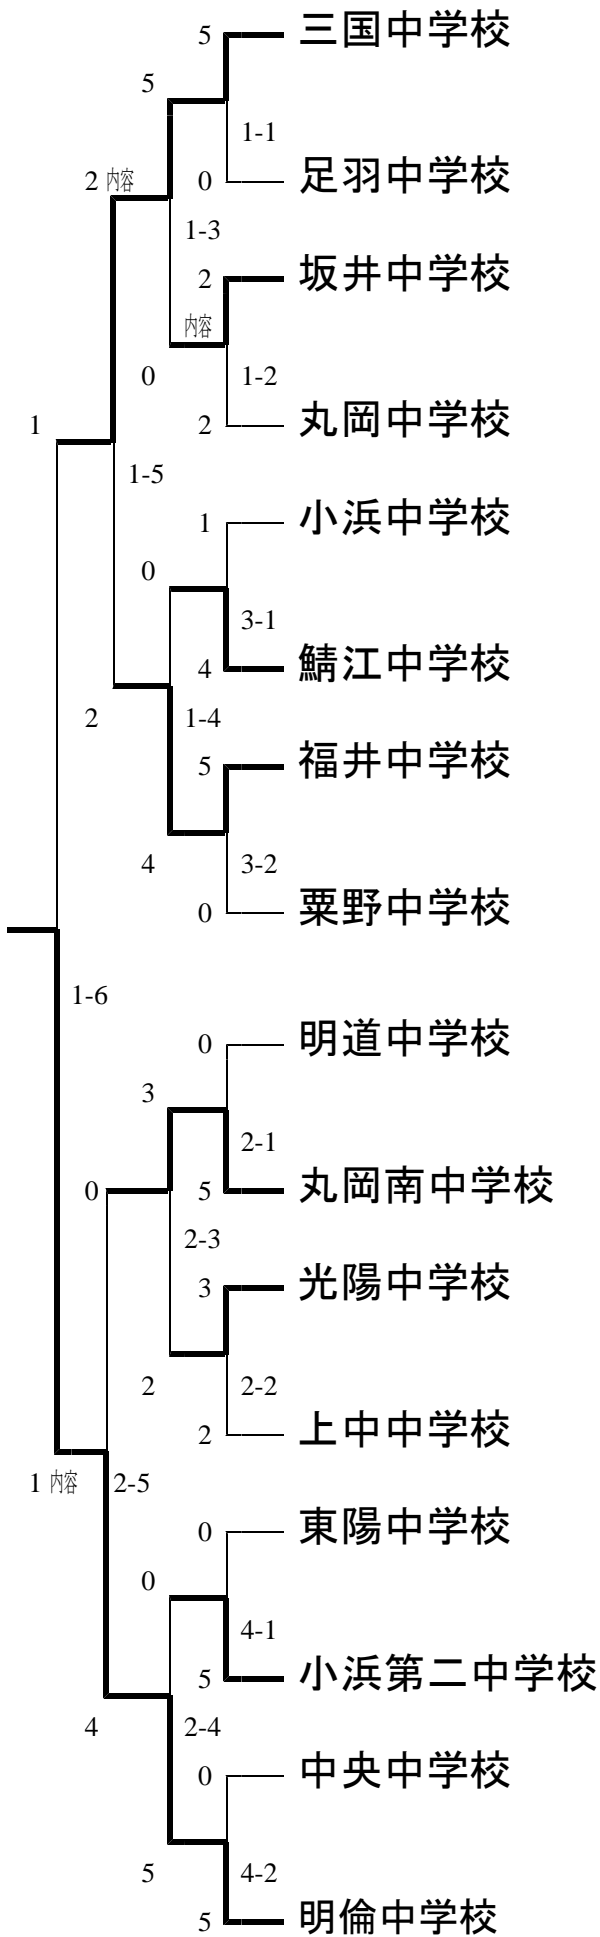 5 三国中学校
5
1-1
2 内容 0 足羽中学校
1-3
2 坂井中学校
内容
0 1-2
1 2 丸岡中学校
1-5
1 小浜中学校
0
3-1
4 鯖江中学校
2 1-4
5 福井中学校
4 3-2
0 粟野中学校
1-6
0 明道中学校
3
2-1
0 5 丸岡南中学校
2-3
3 光陽中学校
2 2-2
2 上中中学校
1 内容 2-5
0 東陽中学校
0
4-1
5 小浜第二中学校
4 2-4
0 中央中学校
5 4-2
5 明倫中学校